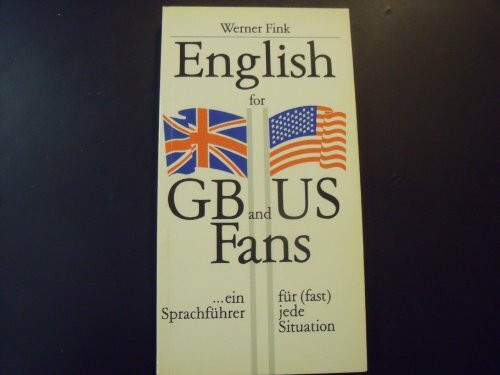 Werner Fink
English
for
GB and US
Fans
...ein
Sprachführer
für (fast)
jede
Situation